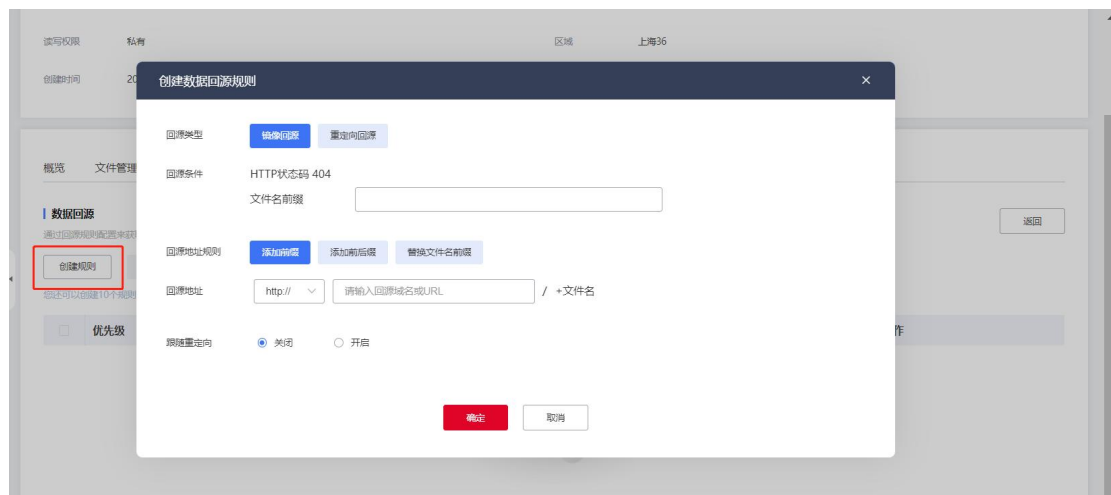 读写权限 私有 区域 上海36
创建时间 20
创建数据回源规则 ×
回源类型 镜像回源 重定向回源
回源条件 HTTP状态码 404
文件名前缀
概览 文件管理
数据回源
返回
通过回源规则配置来获
回源地址规则 添加前缀 添加前后缀 替换文件名前缀
创建规则
回源地址 http:// 请输入回源域名或URL / +文件名
您还可以创建10个规则
优先级 作
跟随重定向 关闭 开启
确定 取消